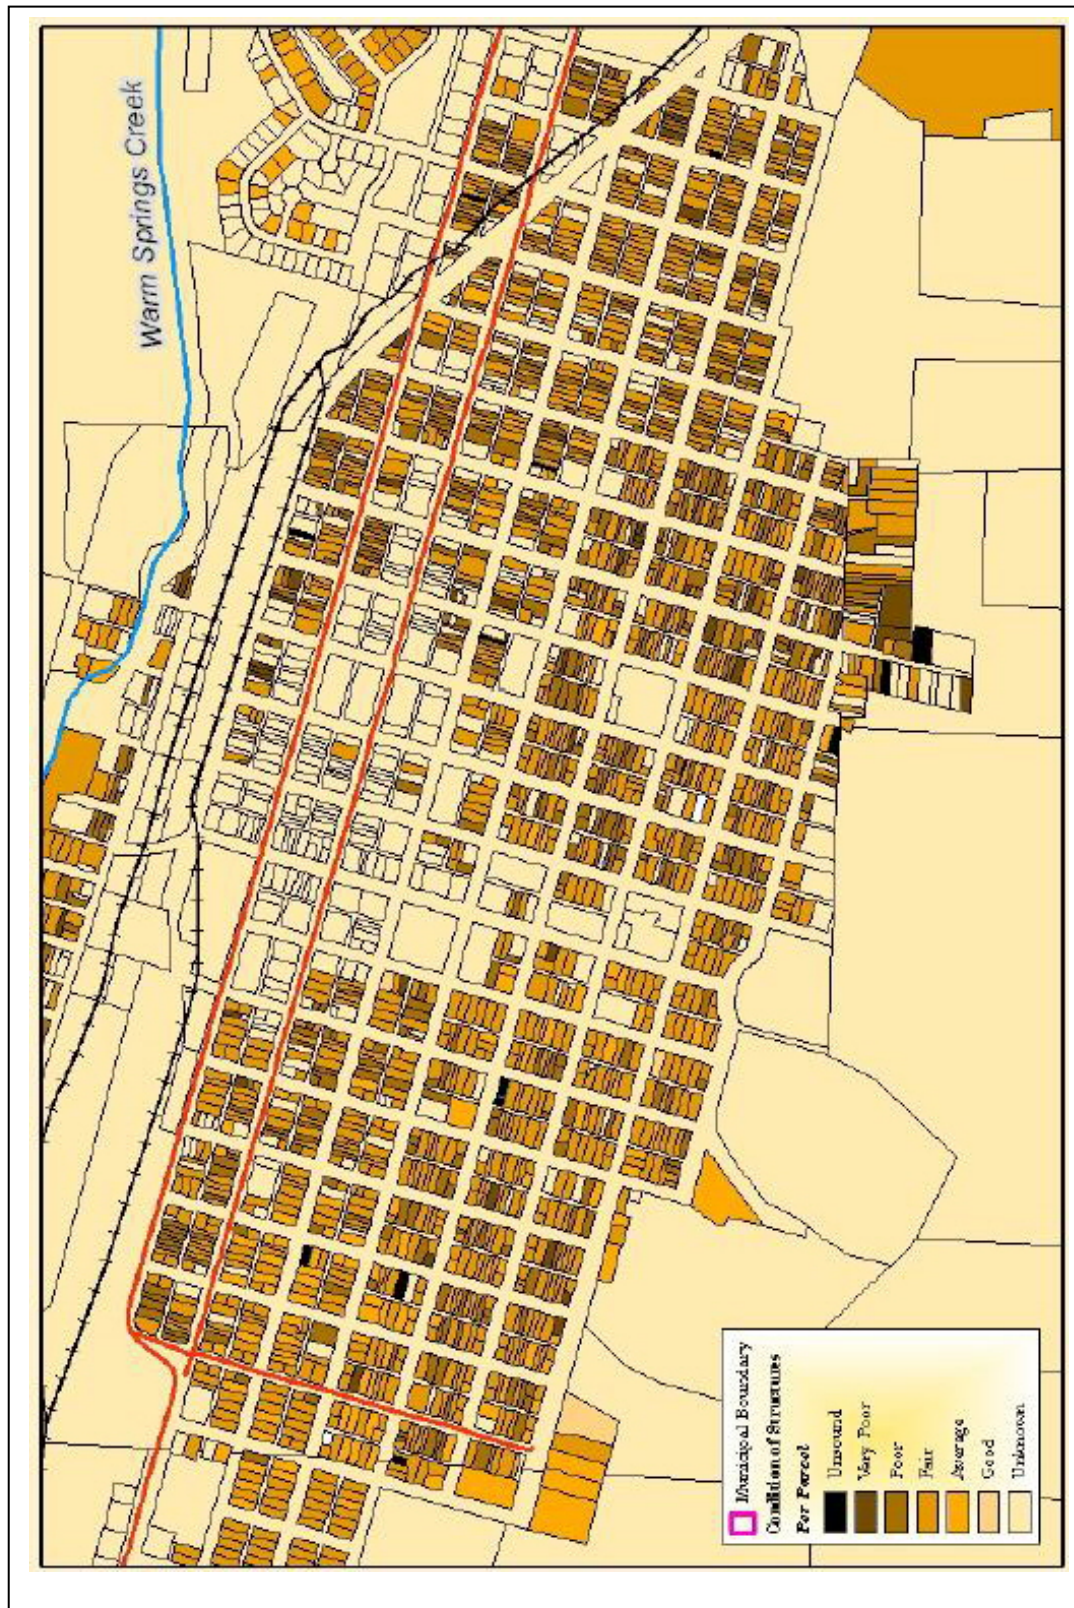 Warm Springs Creek
Municipal Boundary
Condition of Structures
Per Parcel
Unsound
Very Poor
Poor
Fair
Average
Good
Unknown